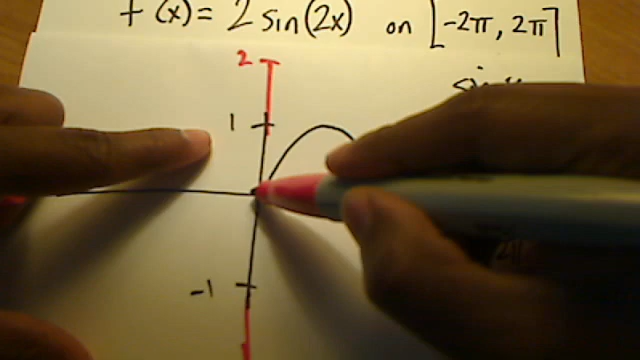 f(x) = 2 sin(2x) on [-2π, 2π]
2
1
-1